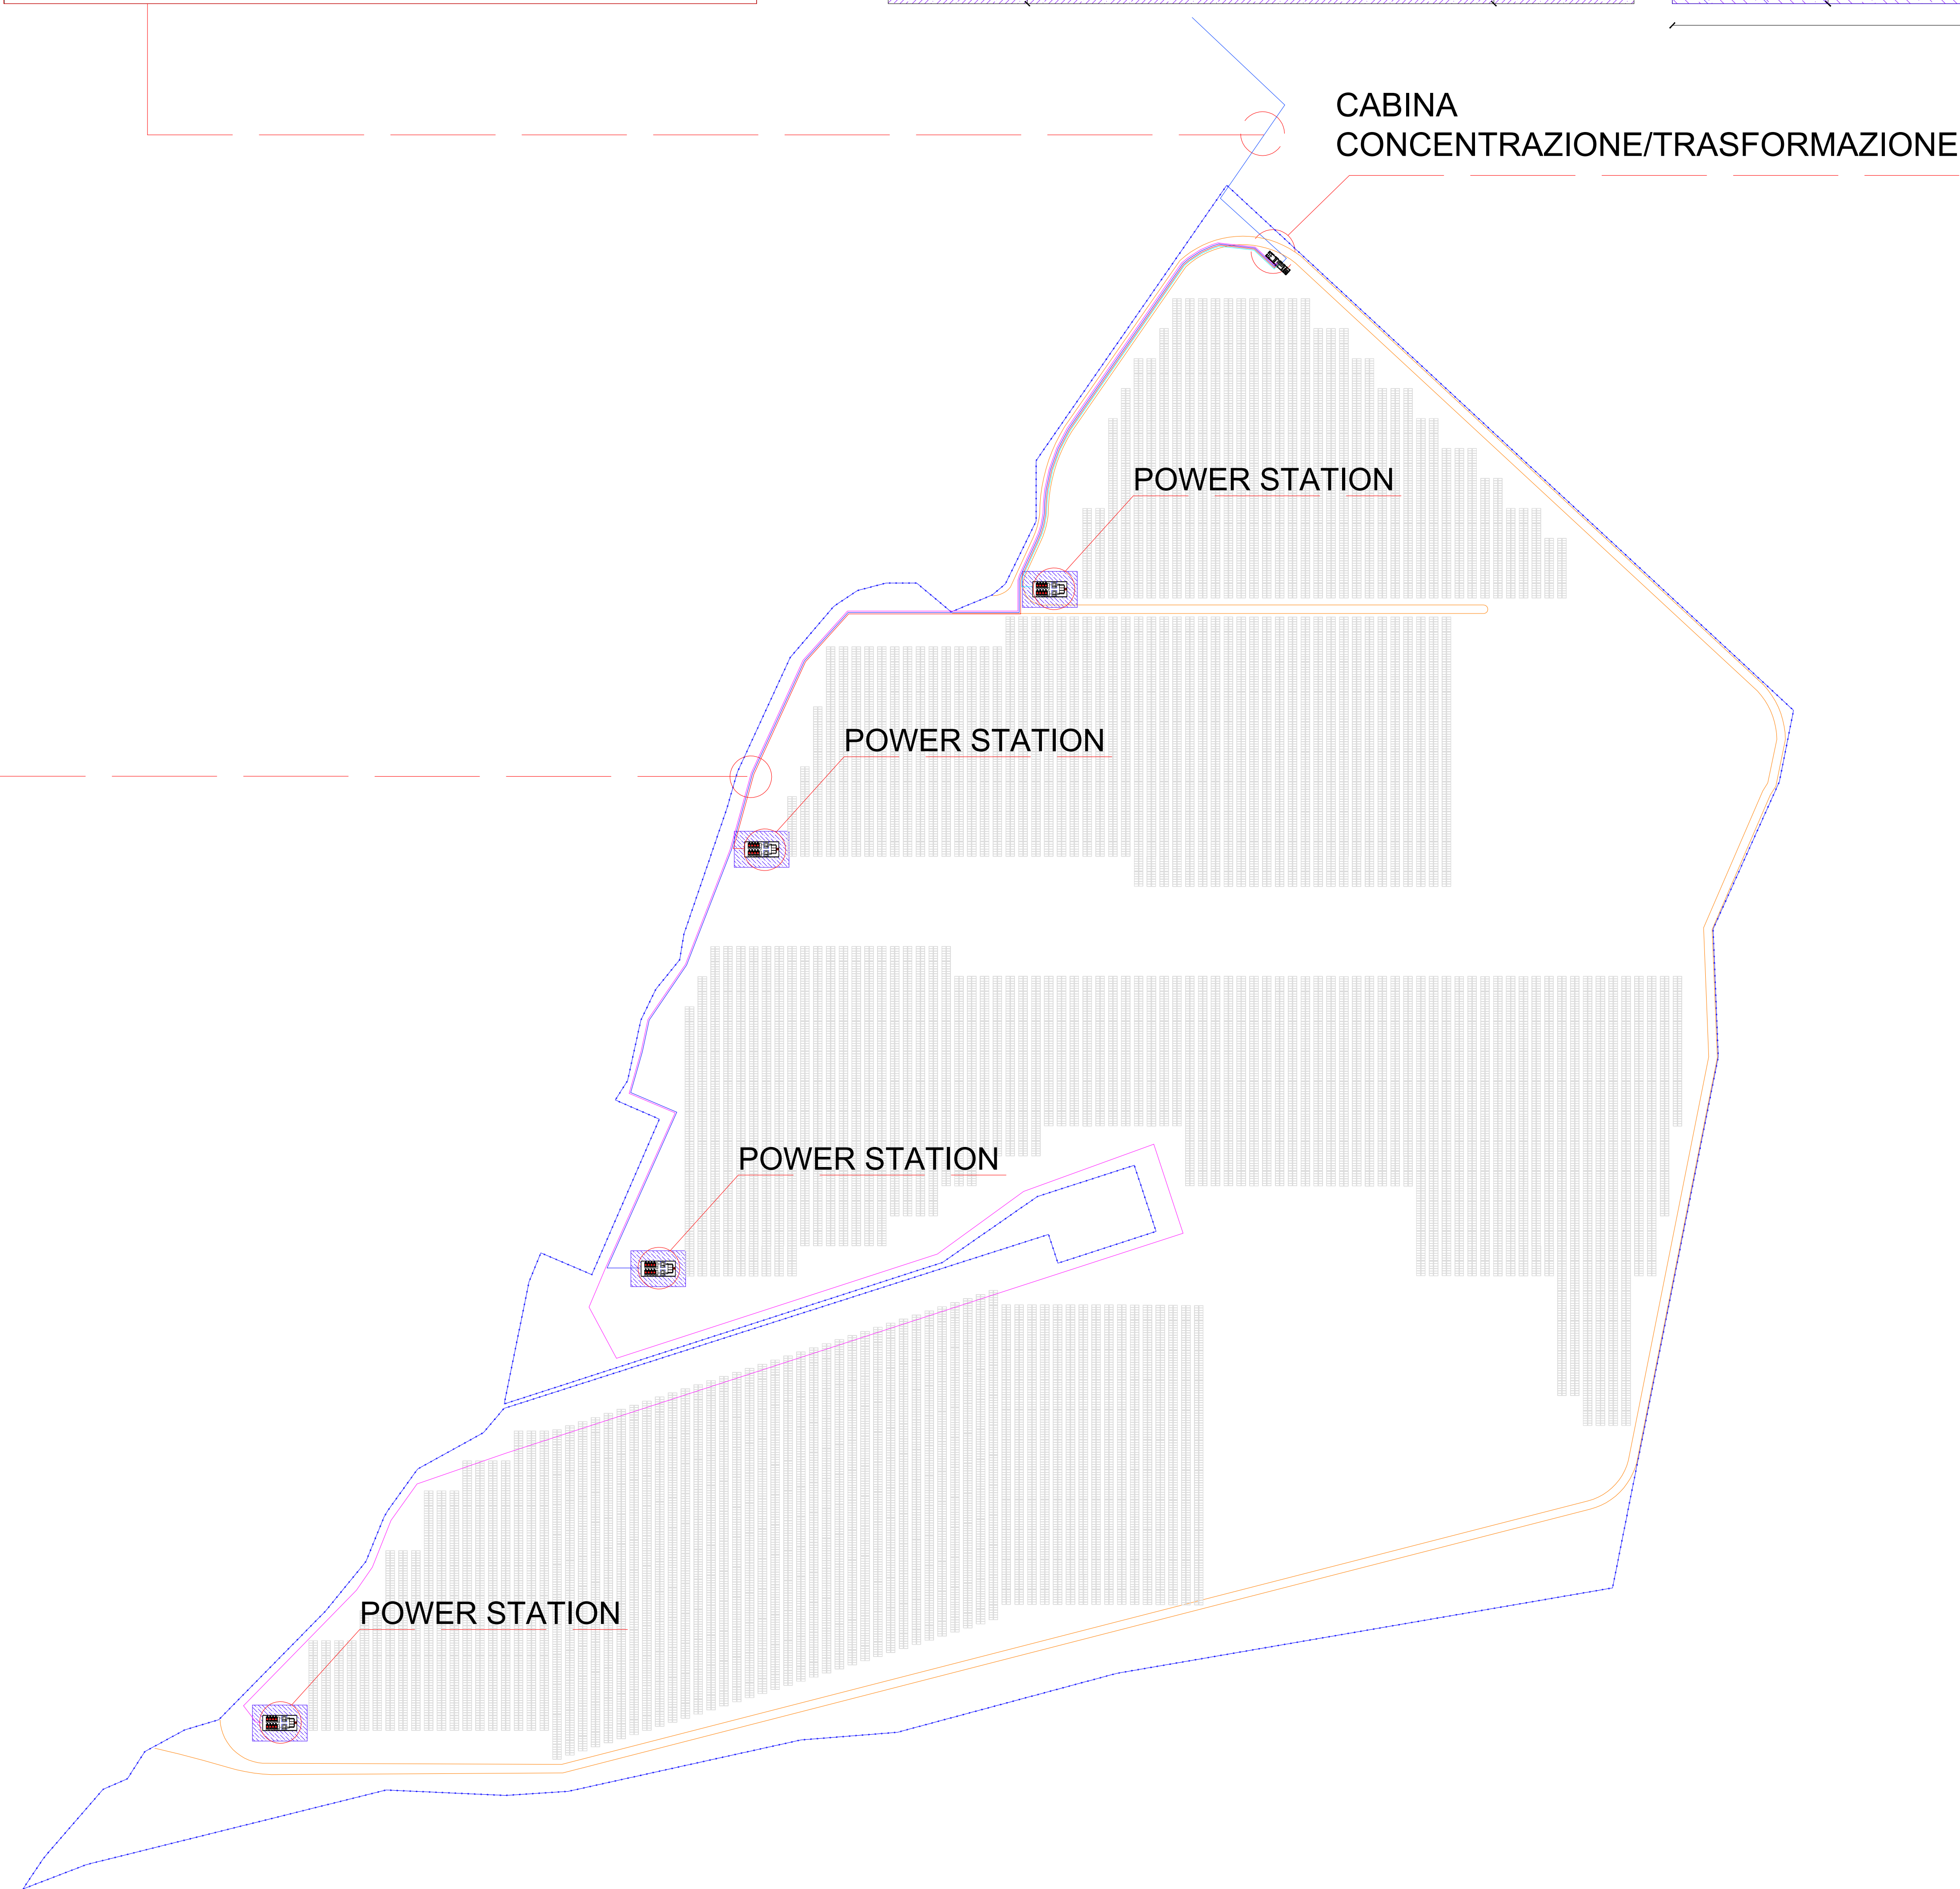 CABINA
CONCENTRAZIONE/TRASFORMAZIONE
POWER STATION
POWER STATION
POWER STATION
POWER STATION